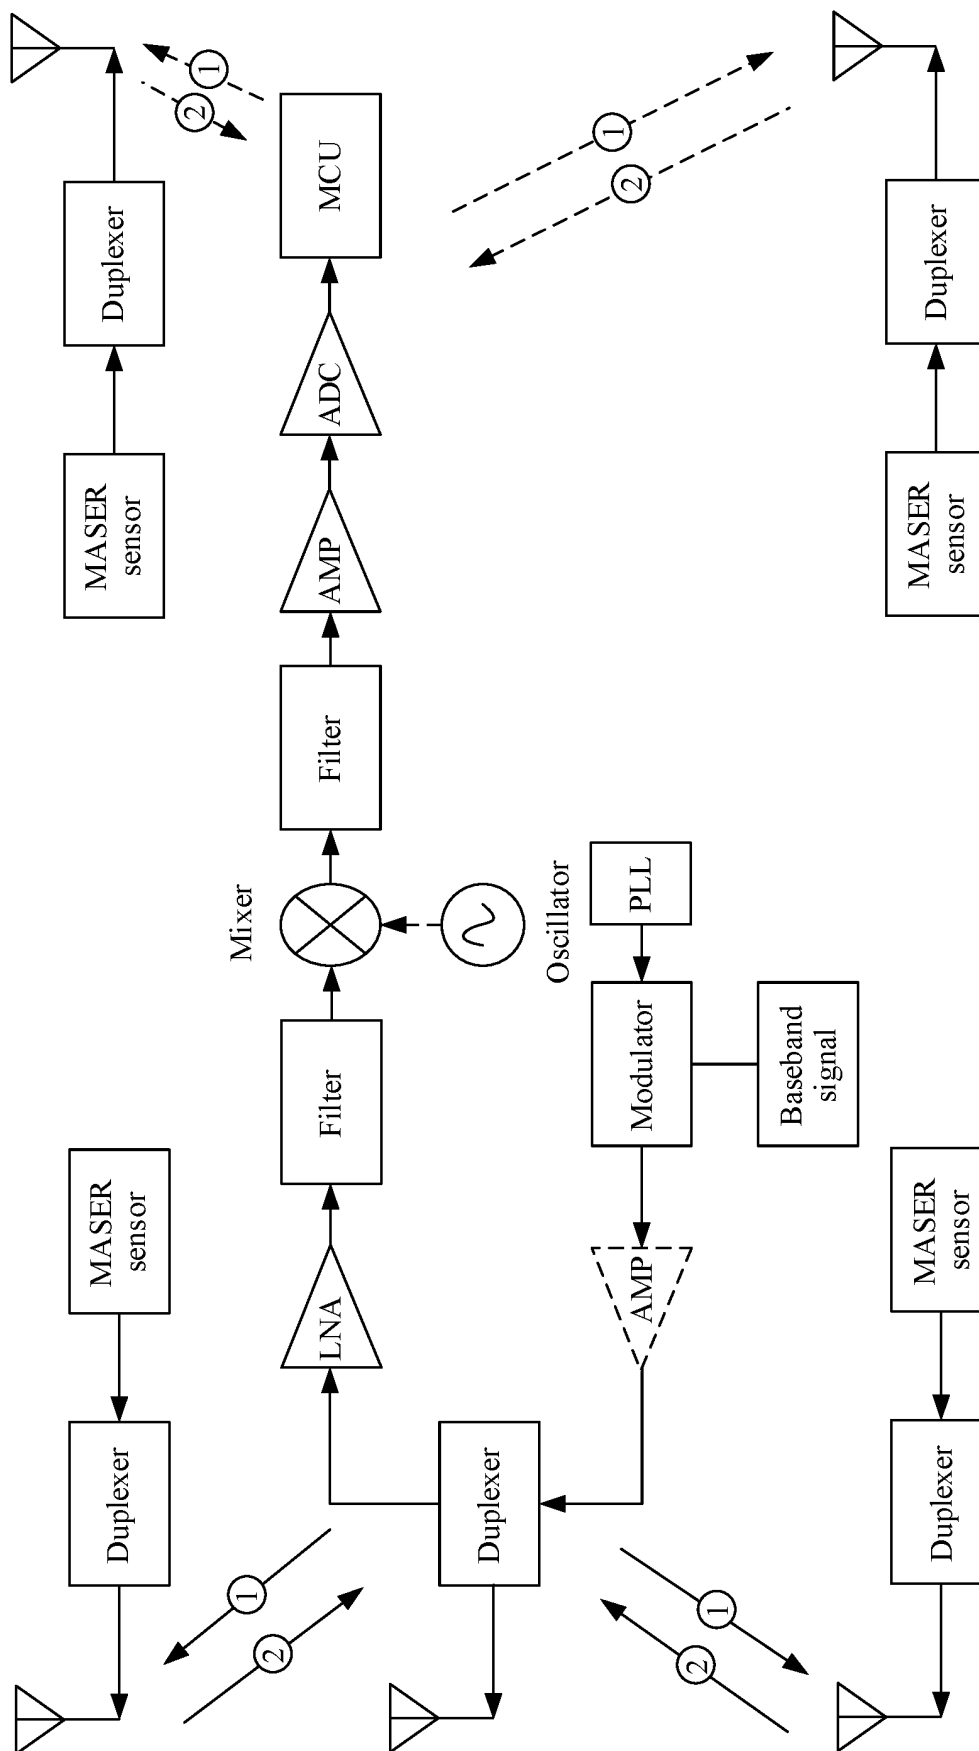 Duplexer
MASER
sensor
MASER
sensor
Duplexer
①
②
①
②
Mixer
LNA
Filter
Filter
AMP
ADC
MCU
Duplexer
Oscillator
①
②
AMP
Modulator
PLL
②
①
Baseband
signal
Duplexer
MASER
sensor
MASER
sensor
Duplexer